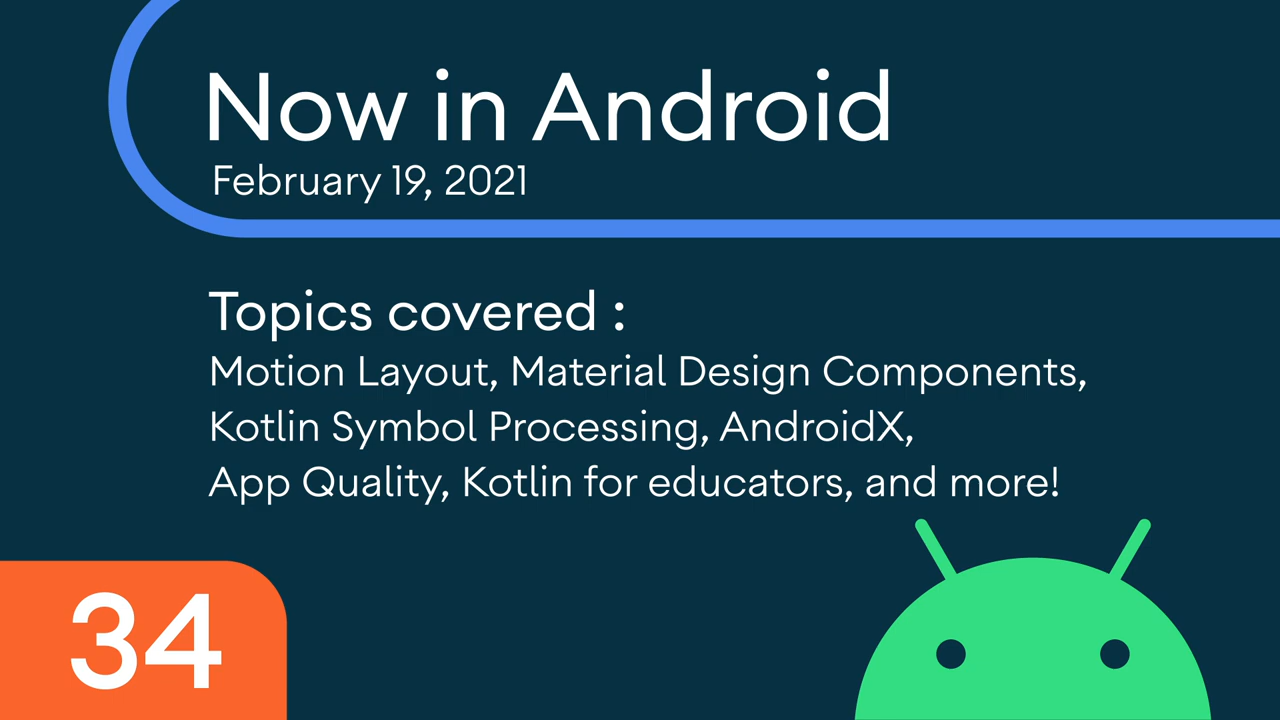 Now in Android
February 19, 2021
Topics covered :
Motion Layout, Material Design Components,
Kotlin Symbol Processing, AndroidX,
App Quality, Kotlin for educators, and more!
34